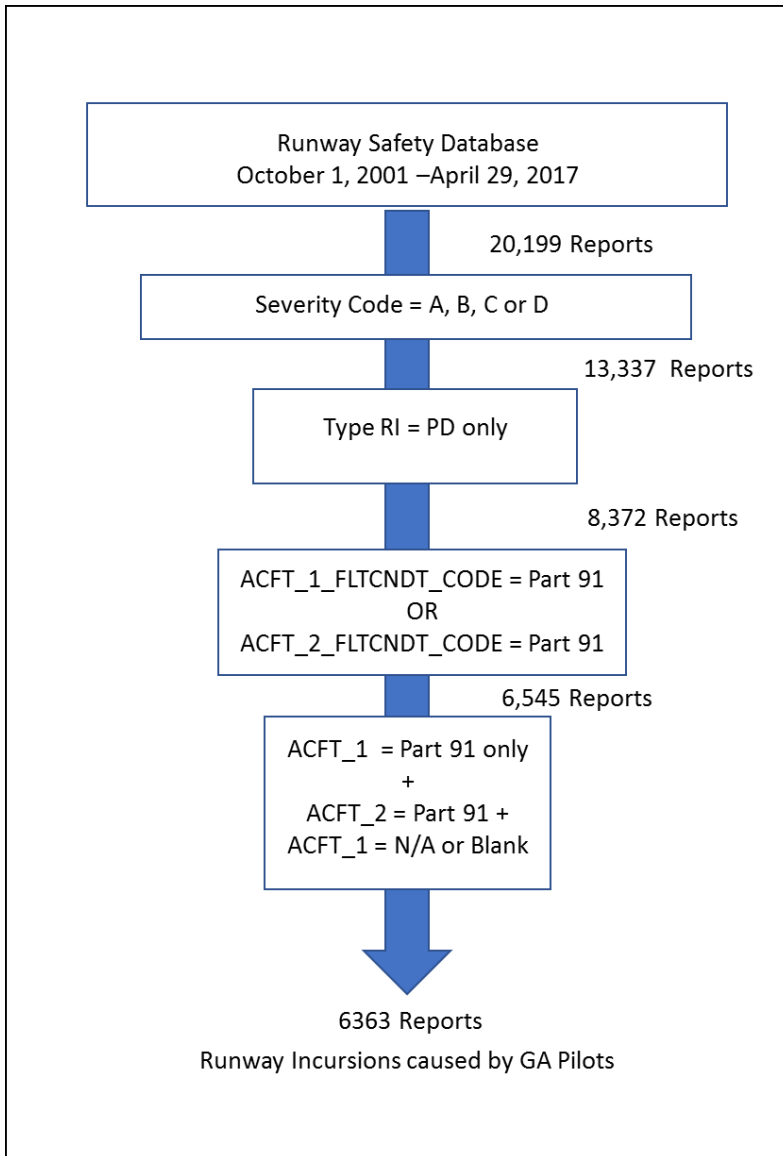 Runway Safety Database
October 1, 2001 –April 29, 2017
20,199 Reports
Severity Code = A, B, C or D
13,337 Reports
Type RI = PD only
8,372 Reports
ACFT_1_FLTCNDT_CODE = Part 91
OR
ACFT_2_FLTCNDT_CODE = Part 91
6,545 Reports
ACFT_1 = Part 91 only
+
ACFT_2 = Part 91 +
ACFT_1 = N/A or Blank
6363 Reports
Runway Incursions caused by GA Pilots